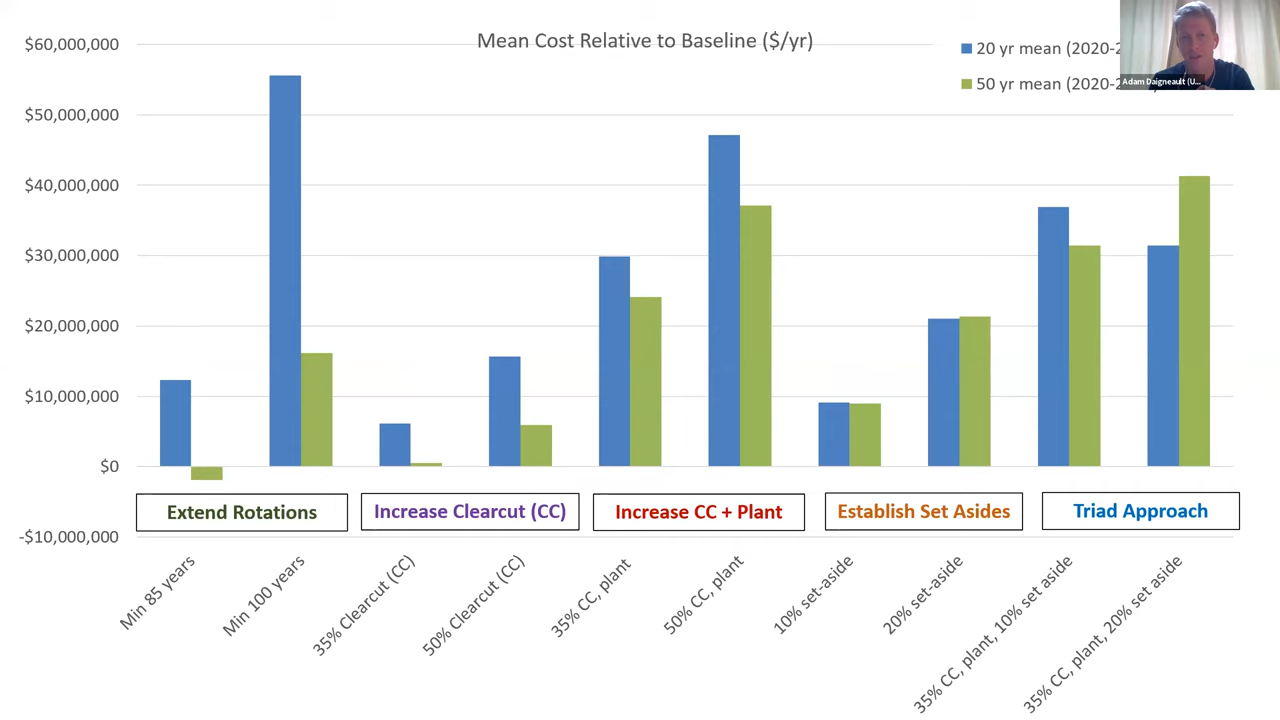 Mean Cost Relative to Baseline ($/yr)
20 yr mean (2020-2
50 yr mean (2020-2
Adam Daigneault (U...
$60,000,000
$50,000,000
$40,000,000
$30,000,000
$20,000,000
$10,000,000
$0
-$10,000,000
Extend Rotations
Increase Clearcut (CC)
Increase CC + Plant
Establish Set Asides
Triad Approach
Min 85 years
Min 100 years
35% Clearcut (CC)
50% Clearcut (CC)
35% CC, plant
50% CC, plant
10% set-aside
20% set-aside
35% CC, plant, 10% set aside
35% CC, plant, 20% set aside